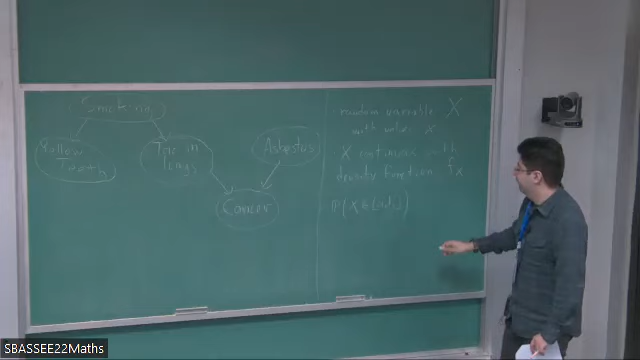 Smoking
Yellow
Teeth
Tar in
Lungs
Asbestos
Cancer
random variable X
with values x
X continuous with
density function fx
P(X ∈ [a,b])
SBASSEE22Maths